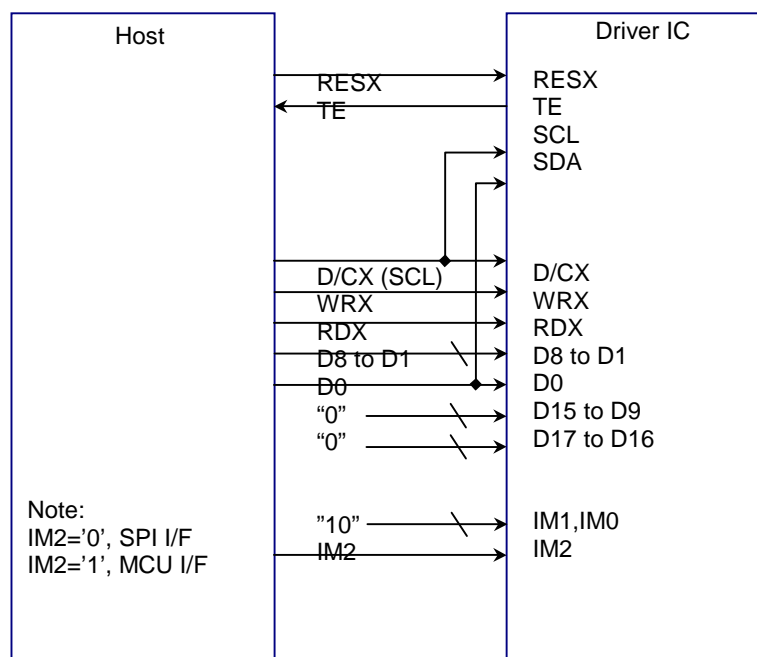 Host
Driver IC
RESX
RESX
TE
TE
SCL
SDA
D/CX (SCL)
D/CX
WRX
WRX
RDX
RDX
D8 to D1
D8 to D1
D0
D0
“0”
D15 to D9
“0”
D17 to D16
Note:
IM2='0', SPI I/F
IM2='1', MCU I/F
”10”
IM1,IM0
IM2
IM2